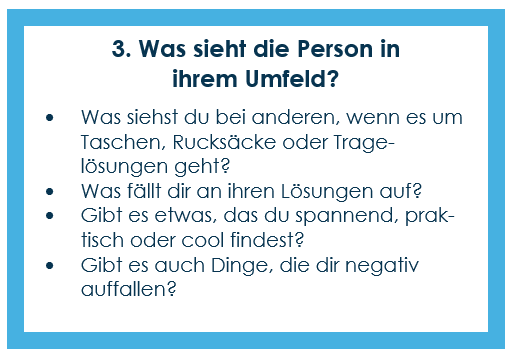 3. Was sieht die Person in
ihrem Umfeld?
• Was siehst du bei anderen, wenn es um
Taschen, Rucksäcke oder Trage-
lösungen geht?
• Was fällt dir an ihren Lösungen auf?
• Gibt es etwas, das du spannend, prak-
tisch oder cool findest?
• Gibt es auch Dinge, die dir negativ
auffallen?